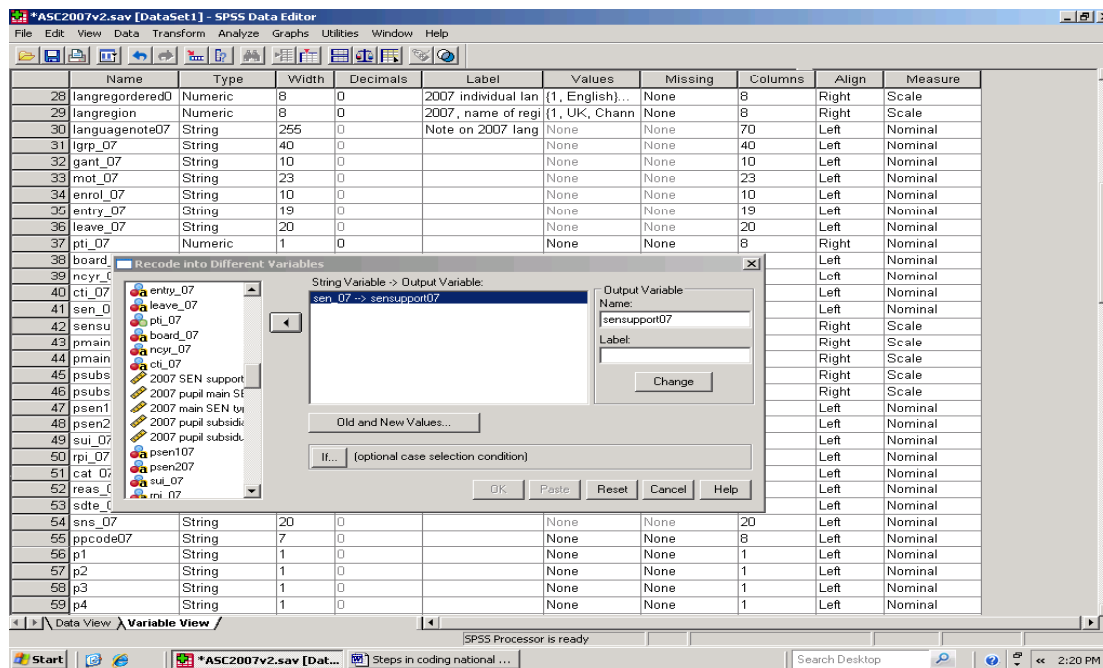 *ASC2007v2.sav [DataSet1] - SPSS Data Editor
File Edit View Data Transform Analyze Graphs Utilities Window Help
Name Type Width Decimals Label Values Missing Columns Align Measure
28 langregordered0 Numeric 8 0 2007 individual lan {1, English}... None 8 Right Scale
29 langregion Numeric 8 0 2007, name of regi {1, UK, Chann None 8 Right Scale
30 languagenote07 String 255 0 Note on 2007 lang None None 70 Left Nominal
31 lgrp_07 String 40 0 None None 40 Left Nominal
32 gant_07 String 10 0 None None 10 Left Nominal
33 mot_07 String 23 0 None None 23 Left Nominal
34 enrol_07 String 10 0 None None 10 Left Nominal
35 entry_07 String 19 0 None None 19 Left Nominal
36 leave_07 String 20 0 None None 20 Left Nominal
37 pti_07 Numeric 1 0 None None 8 Right Nominal
38 board_ Left Nominal
39 ncyr_0 Left Nominal
40 cti_07 Left Nominal
41 sen_0 Left Nominal
42 sensu Right Scale
43 pmain Right Scale
44 pmain Right Scale
45 psubs Right Scale
46 psubs Right Scale
47 psen1 Left Nominal
48 psen2 Left Nominal
49 sui_07 Left Nominal
50 rpi_07 Left Nominal
51 cat_07 Left Nominal
52 reas_0 Left Nominal
53 sdte_0 Left Nominal
54 sns_07 String 20 0 None None 20 Left Nominal
55 ppcode07 String 7 0 None None 8 Left Nominal
56 p1 String 1 0 None None 1 Left Nominal
57 p2 String 1 0 None None 1 Left Nominal
58 p3 String 1 0 None None 1 Left Nominal
59 p4 String 1 0 None None 1 Left Nominal
Recode into Different Variables
entry_07
leave_07
pti_07
board_07
ncyr_07
cti_07
2007 SEN support
2007 pupil main SE
2007 main SEN ty
2007 pupil subsidia
2007 pupil subsidu
psen107
psen207
sui_07
rpi_07
String Variable -> Output Variable:
sen_07 --> sensupport07
Output Variable
Name:
sensupport07
Label:
Change
Old and New Values...
If... (optional case selection condition)
OK Paste Reset Cancel Help
Data View Variable View
SPSS Processor is ready
Start *ASC2007v2.sav [Dat... Steps in coding national ... Search Desktop 2:20 PM